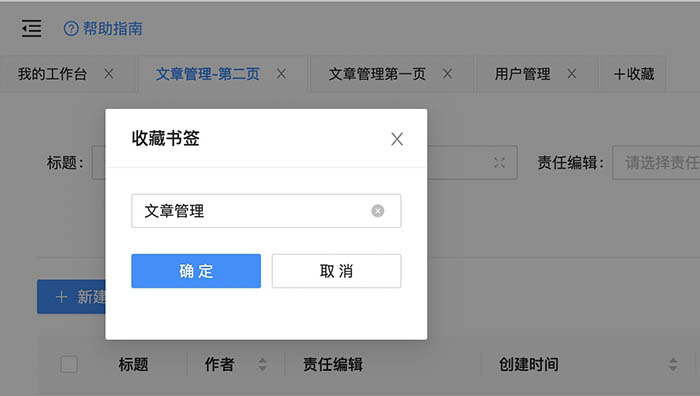 帮助指南
我的工作台 文章管理-第二页 文章管理第一页 用户管理 +收藏
收藏书签
标题: 责任编辑: 请选择责任
文章管理
确定 取消
+ 新建
标题 作者 责任编辑 创建时间